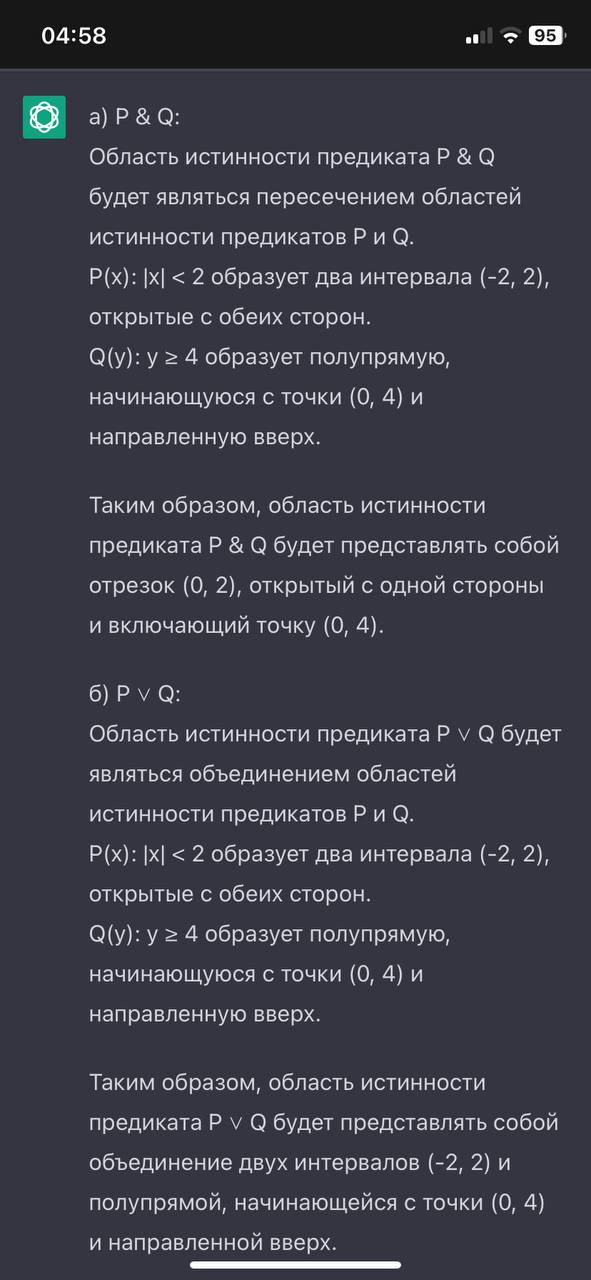 04:58
95
а) P & Q:
Область истинности предиката P & Q
будет являться пересечением областей
истинности предикатов P и Q.
P(x): |x| < 2 образует два интервала (-2, 2),
открытые с обеих сторон.
Q(y): y ≥ 4 образует полупрямую,
начинающуюся с точки (0, 4) и
направленную вверх.
Таким образом, область истинности
предиката P & Q будет представлять собой
отрезок (0, 2), открытый с одной стороны
и включающий точку (0, 4).
б) P ∨ Q:
Область истинности предиката P ∨ Q будет
являться объединением областей
истинности предикатов P и Q.
P(x): |x| < 2 образует два интервала (-2, 2),
открытые с обеих сторон.
Q(y): y ≥ 4 образует полупрямую,
начинающуюся с точки (0, 4) и
направленную вверх.
Таким образом, область истинности
предиката P ∨ Q будет представлять собой
объединение двух интервалов (-2, 2) и
полупрямой, начинающейся с точки (0, 4)
и направленной вверх.